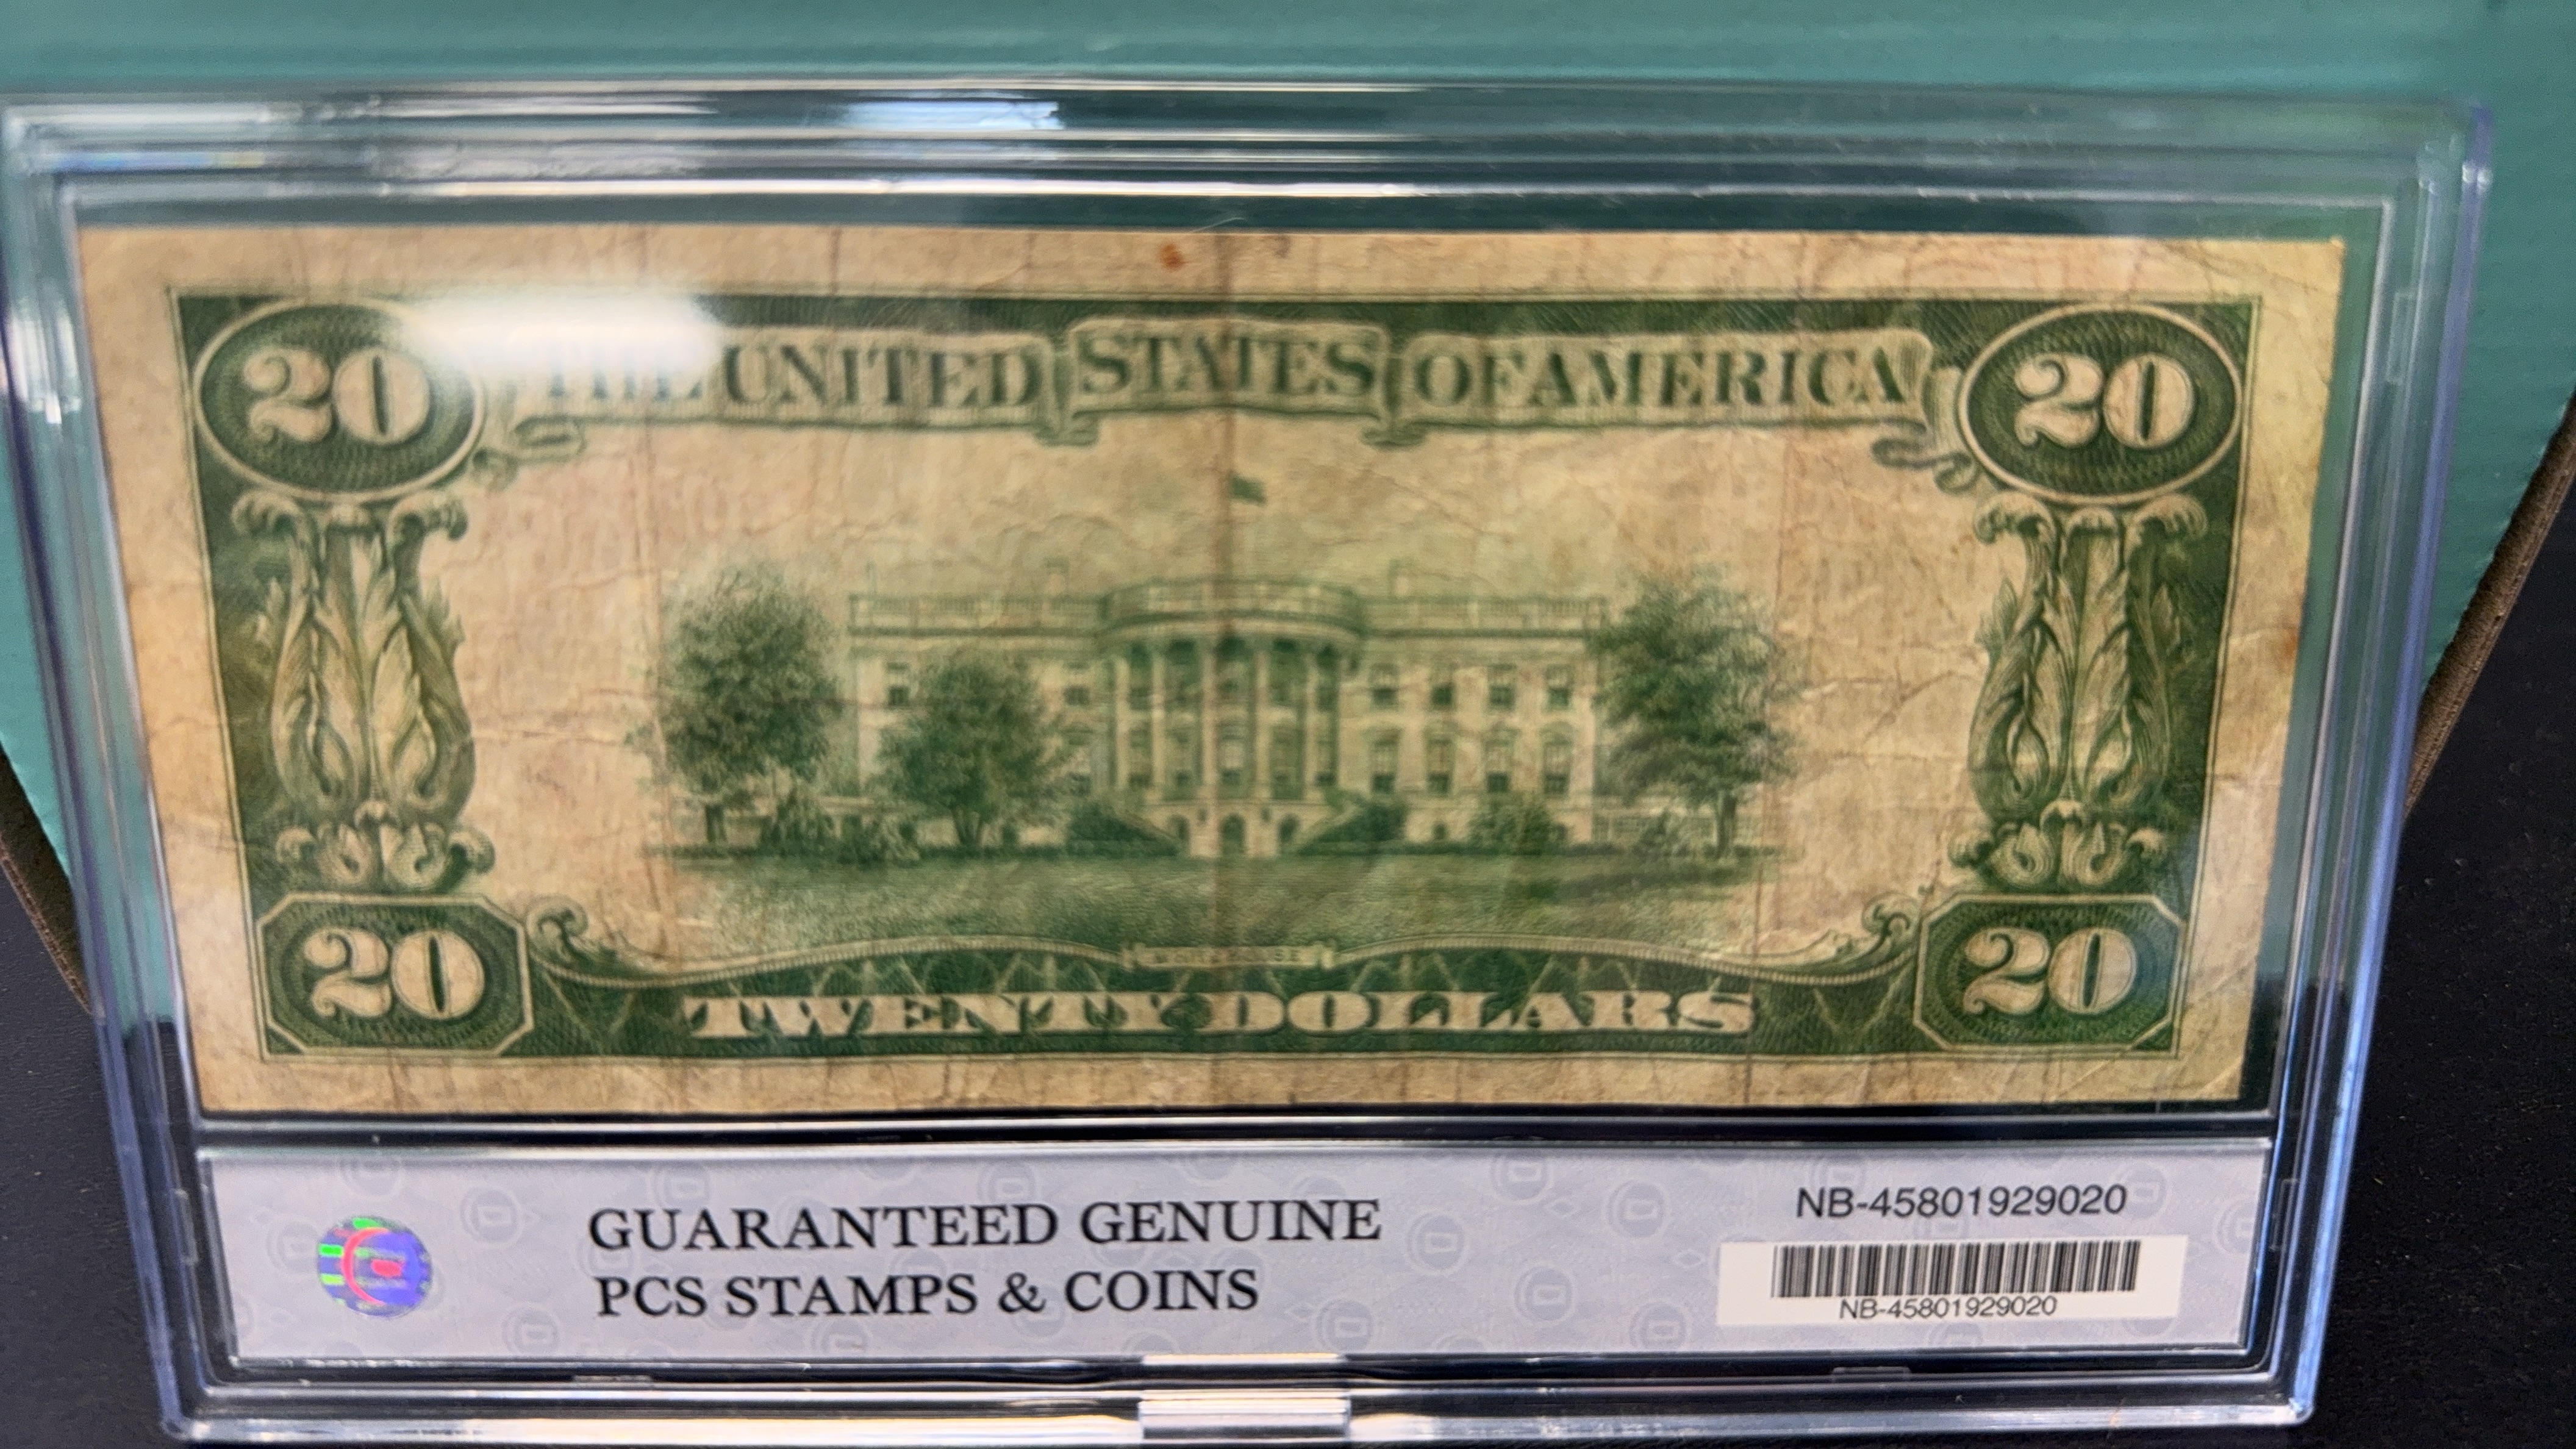 20 THE UNITED STATES OF AMERICA 20
20 TWENTY DOLLARS 20
GUARANTEED GENUINE
PCS STAMPS & COINS
NB-45801929020
NB-45801929020